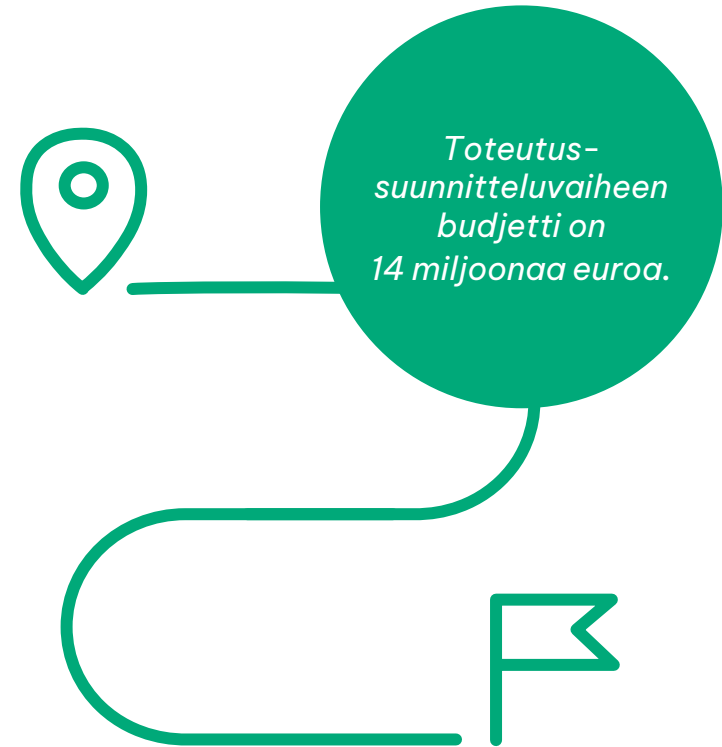 Toteutus-
suunnitteluvaiheen
budjetti on
14 miljoonaa euroa.